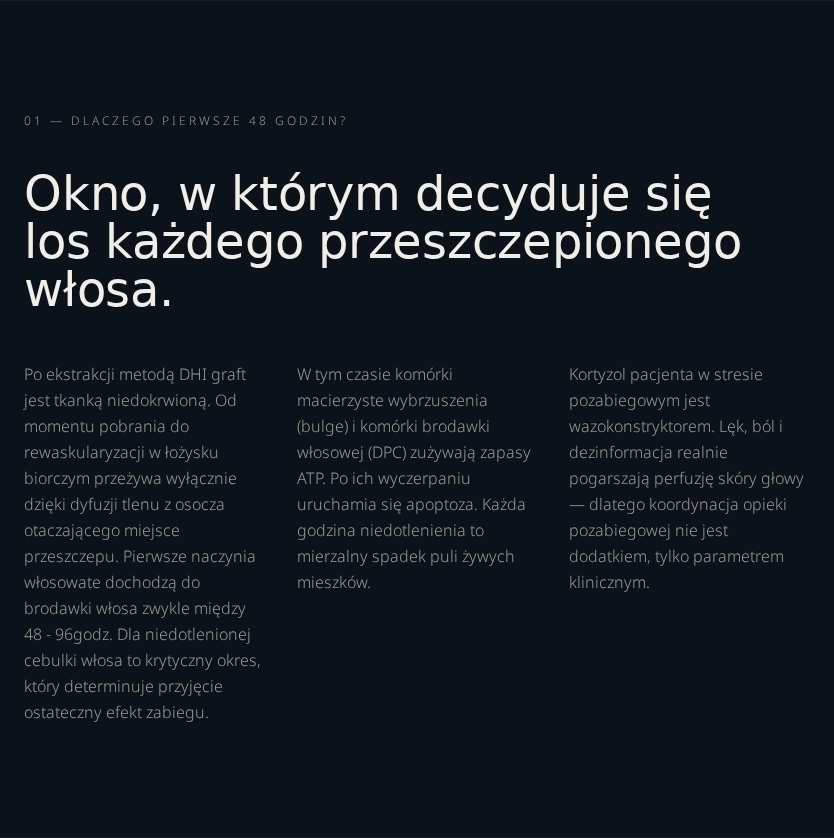 01 — DLACZEGO PIERWSZE 48 GODZIN?
Okno, w którym decyduje się
los każdego przeszczepionego
włosa.
Po ekstrakcji metodą DHI graft
jest tkanką niedokrwioną. Od
momentu pobrania do
rewaskularyzacji w łożysku
biorczym przeżywa wyłącznie
dzięki dyfuzji tlenu z osocza
otaczającego miejsce
przeszczepu. Pierwsze naczynia
włosowate dochodzą do
brodawki włosa zwykle między
48 - 96godz. Dla niedotlenionej
cebulki włosa to krytyczny okres,
który determinuje przyjęcie
ostateczny efekt zabiegu.
W tym czasie komórki
macierzyste wybrzuszenia
(bulge) i komórki brodawki
włosowej (DPC) zużywają zapasy
ATP. Po ich wyczerpaniu
uruchamia się apoptoza. Każda
godzina niedotlenienia to
mierzalny spadek puli żywych
mieszków.
Kortyzol pacjenta w stresie
pozabiegowym jest
wazokonstryktorem. Lęk, ból i
dezinformacja realnie
pogarszają perfuzję skóry głowy
— dlatego koordynacja opieki
pozabiegowej nie jest
dodatkiem, tylko parametrem
klinicznym.